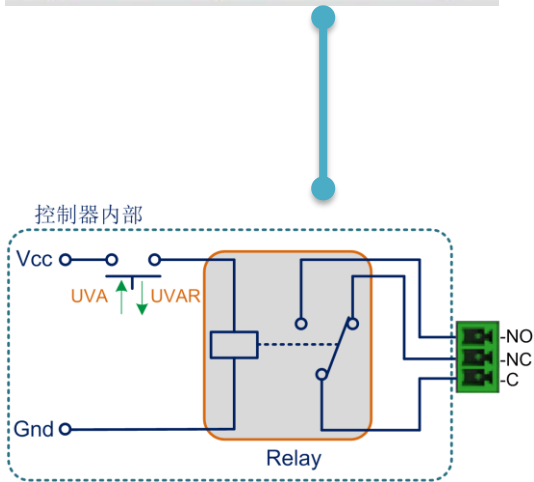 控制器内部
Vcc
UVA UVAR
-NO
-NC
-C
Gnd
Relay